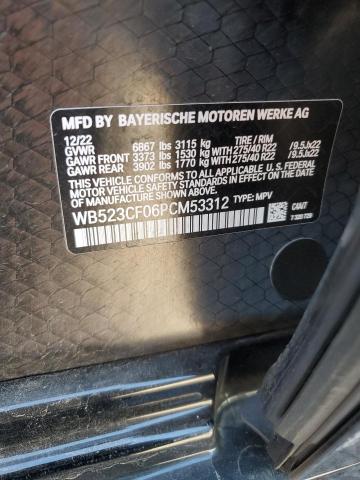 MFD BY BAYERISCHE MOTOREN WERKE AG
12/22 TIRE / RIM
GVWR 6867 lbs 3115 kg
GAWR FRONT 3373 lbs 1530 kg WITH 275/40 R22 /9.5Jx22
GAWR REAR 3902 lbs 1770 kg WITH 275/40 R22 /9.5Jx22
THIS VEHICLE CONFORMS TO ALL APPLICABLE U.S. FEDERAL
MOTOR VEHICLE SAFETY STANDARDS IN EFFECT ON THE
DATE OF MANUFACTURE SHOWN ABOVE.
WB523CF06PCM53312 TYPE: MPV